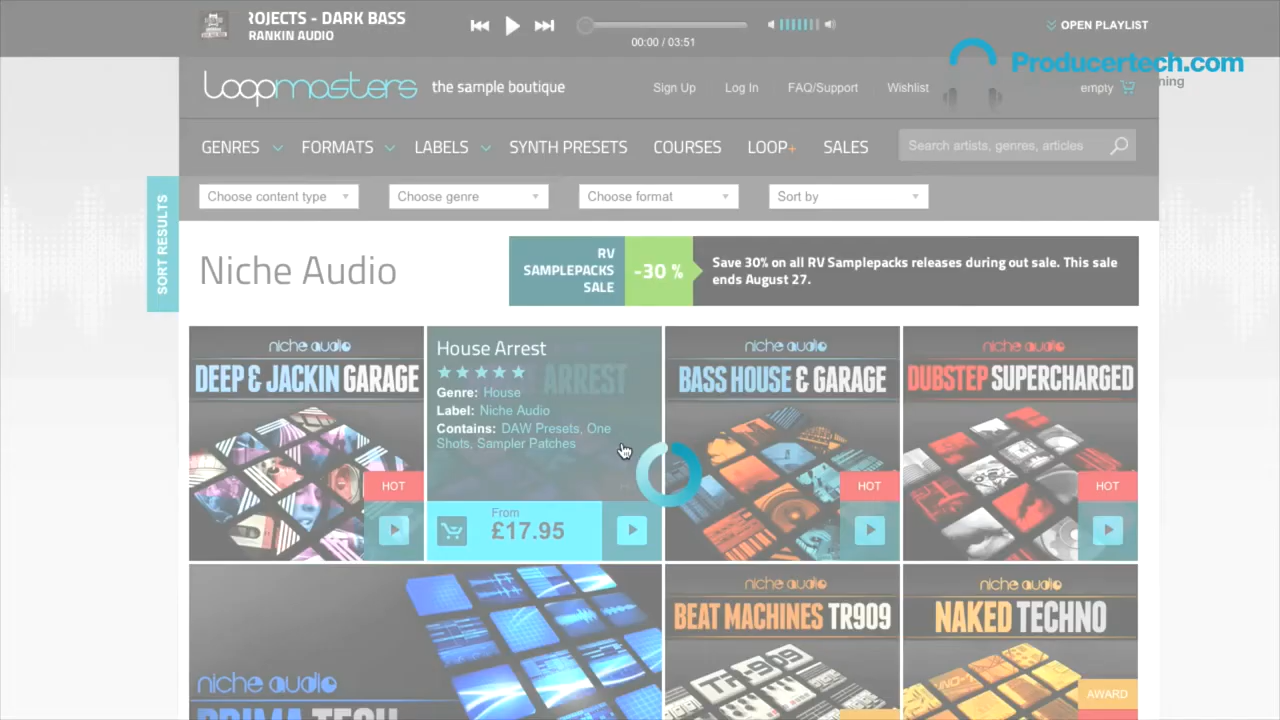 ROJECTS - DARK BASS
RANKIN AUDIO
00:00 / 03:51
OPEN PLAYLIST
Producertech.com
Loopmasters the sample boutique
Sign Up Log In FAQ/Support Wishlist empty
GENRES FORMATS LABELS SYNTH PRESETS COURSES LOOP+ SALES
Search artists, genres, articles
Choose content type Choose genre Choose format Sort by
SORT RESULTS
Niche Audio
RV
SAMPLEPACKS
SALE
-30 %
Save 30% on all RV Samplepacks releases during out sale. This sale
ends August 27.
niche audio
DEEP & JACKIN GARAGE
HOT
House Arrest
ARREST
Genre: House
Label: Niche Audio
Contains: DAW Presets, One
Shots, Sampler Patches
From
£17.95
niche audio
BASS HOUSE & GARAGE
HOT
niche audio
DUBSTEP SUPERCHARGED
HOT
niche audio
PRIMA TECH
niche audio
BEAT MACHINES TR909
TR-909
niche audio
NAKED TECHNO
AWARD